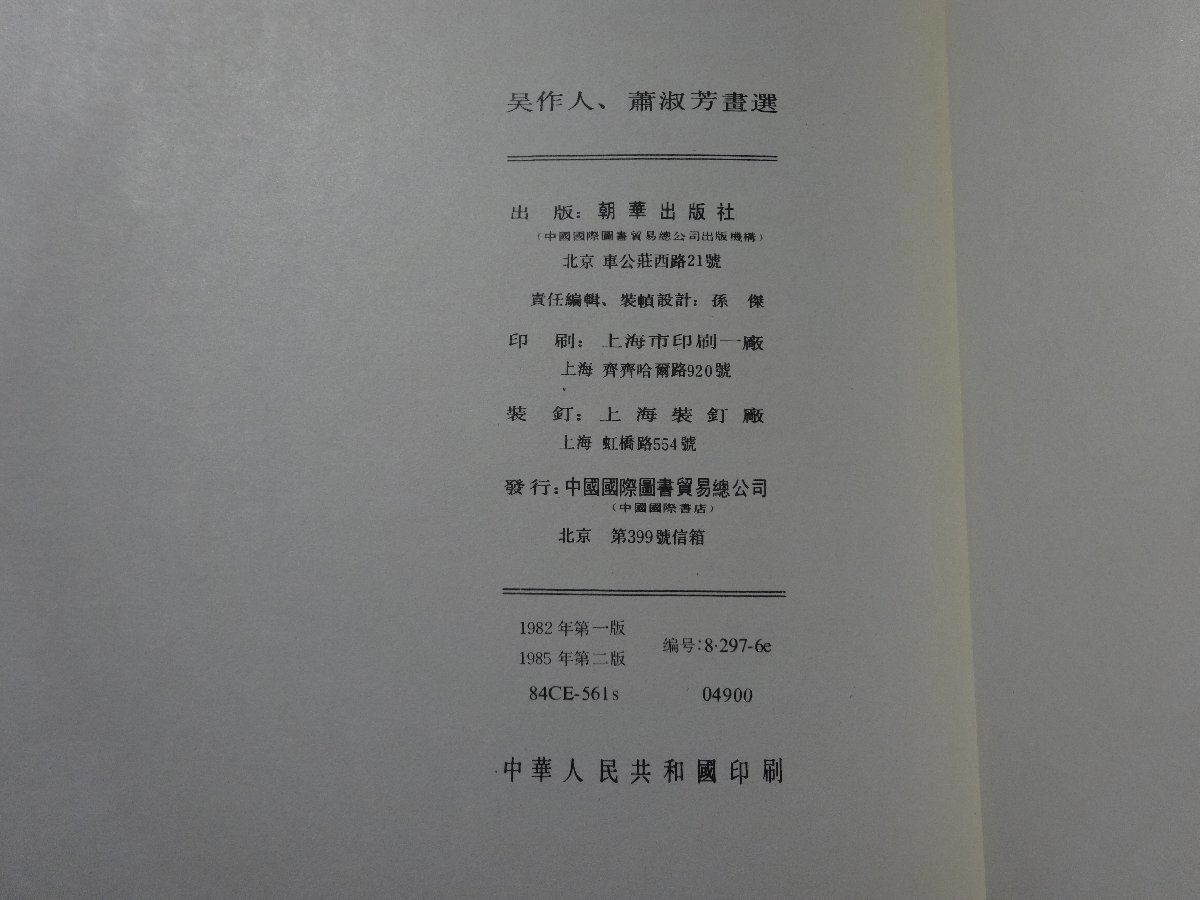 吴作人、蕭淑芳畫選
出 版：朝華出版社
（中國國際圖書貿易總公司出版機構）
北京 車公莊西路21號
責任編輯、裝幀設計：孫 傑
印 刷：上海市印刷一廠
上海 齊齊哈爾路920號
裝 釘：上海裝釘廠
上海 虹橋路554號
發行：中國國際圖書貿易總公司
（中國國際書店）
北京 第399號信箱
1982年第一版
1985年第二版
编号：8·297-6e
84CE-561s 04900
中華人民共和國印刷